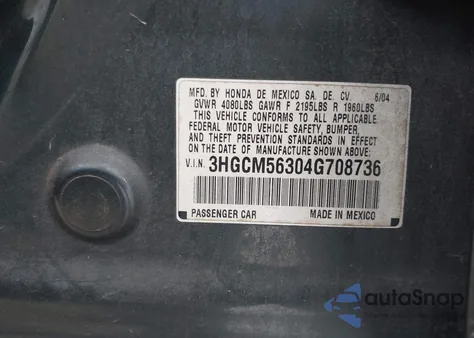 MFD. BY HONDA DE MEXICO SA. DE. CV. 6/04
GVWR 4080LBS GAWR F 2195LBS R 1960LBS
THIS VEHICLE CONFORMS TO ALL APPLICABLE
FEDERAL MOTOR VEHICLE SAFETY, BUMPER,
AND THEFT PREVENTION STANDARDS IN EFFECT
ON THE DATE OF MANUFACTURE SHOWN ABOVE.
V.I.N. 3HGCM56304G708736
PASSENGER CAR MADE IN MEXICO
autoSnap